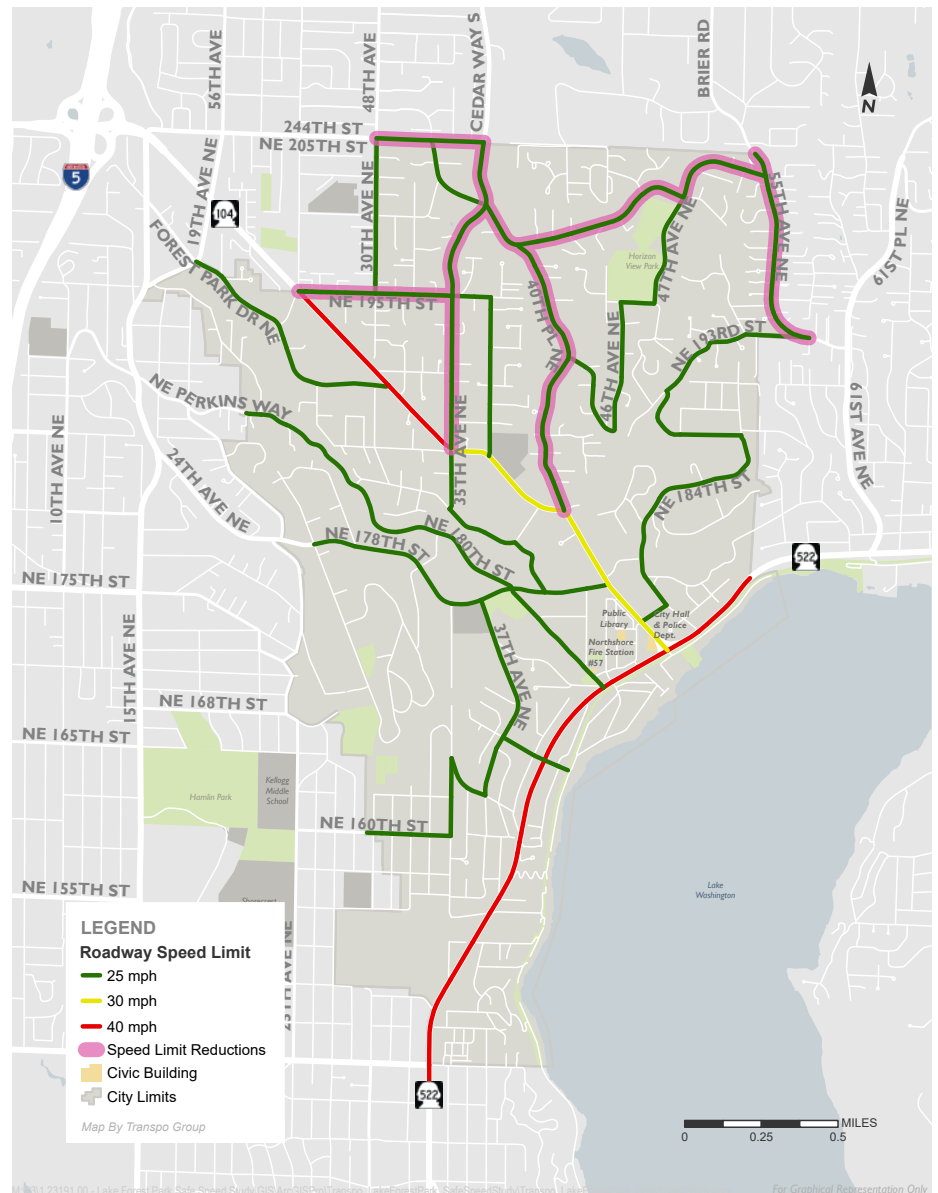 56TH AVE
48TH AVE
CEDAR WAY S
BRIER RD
N
244TH ST
NE 205TH ST
5
19TH AVE NE
104
30TH AVE NE
55TH AVE NE
61ST PL NE
FOREST PARK DR NE
Horizon
View Park
47TH AVE NE
NE 195TH ST
40TH PL NE
46TH AVE NE
NE 193RD ST
NE PERKINS WAY
61ST AVE NE
10TH AVE NE
24TH AVE NE
35TH AVE NE
NE 184TH ST
NE 178TH ST
NE 180TH ST
522
NE 175TH ST
Public
Library
City Hall
& Police
Dept.
Northshore
Fire Station
#57
15TH AVE NE
37TH AVE NE
NE 168TH ST
NE 165TH ST
Hamlin Park
Kellogg
Middle
School
NE 160TH ST
NE 155TH ST
Shorecrest
Lake
Washington
25TH AVE NE
LEGEND
Roadway Speed Limit
25 mph
30 mph
40 mph
Speed Limit Reductions
Civic Building
City Limits
Map By Transpo Group
522
MILES
0 0.25 0.5
For Graphical Representation Only